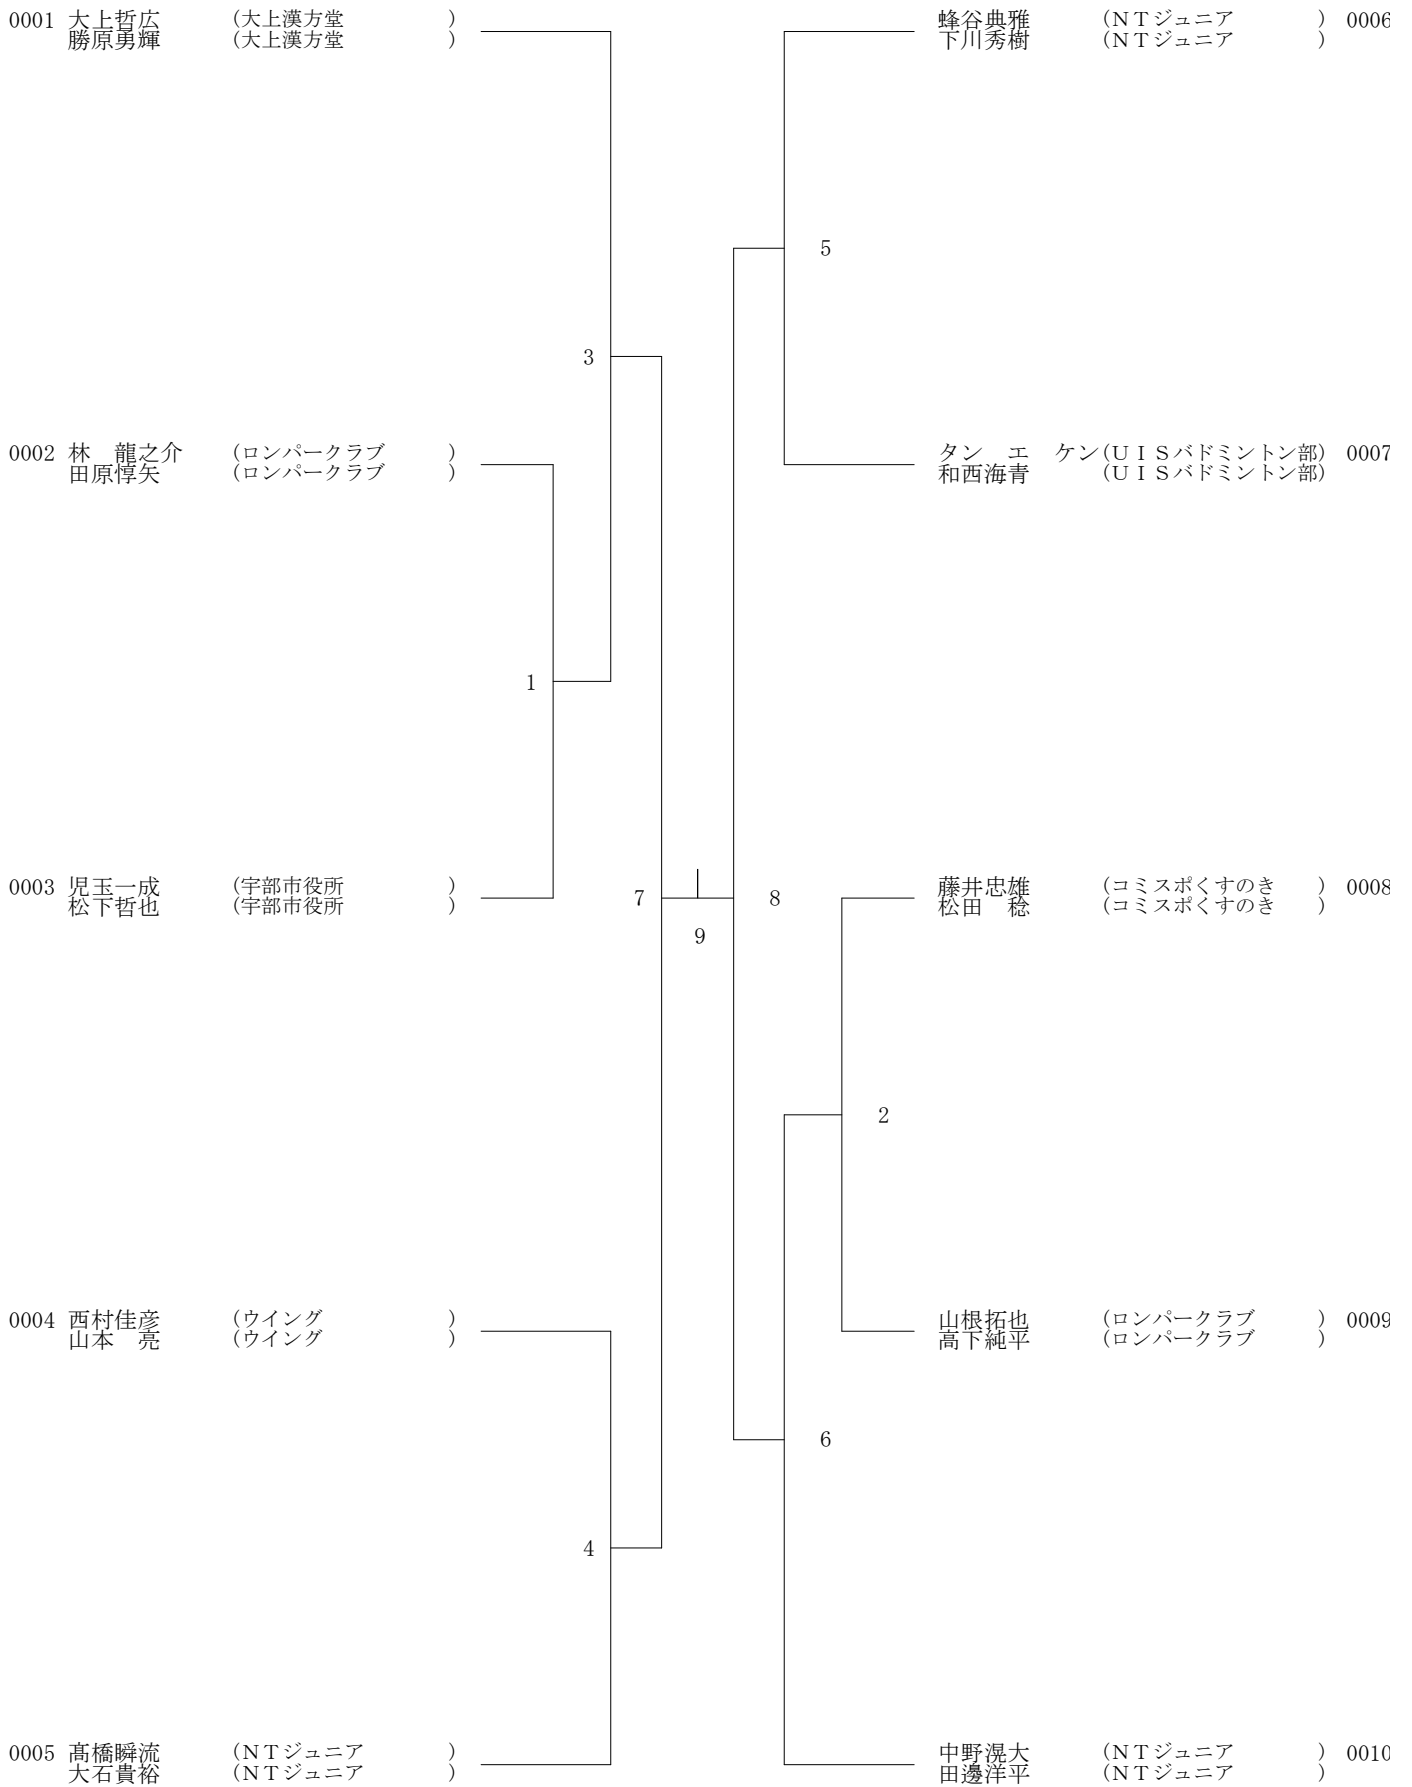 0001 大上哲広 (大上漢方堂 )
勝原勇輝 (大上漢方堂 )
蜂谷典雅 (NTジュニア ) 0006
下川秀樹 (NTジュニア )
5
3
0002 林 龍之介 (ロンパークラブ )
田原惇矢 (ロンパークラブ )
タン エ ケン(UISバドミントン部) 0007
和西海青 (UISバドミントン部)
1
0003 児玉一成 (宇部市役所 )
松下哲也 (宇部市役所 )
7
8
9
藤井忠雄 (コミスポくすのき ) 0008
松田 稔 (コミスポくすのき )
2
0004 西村佳彦 (ウイング )
山本 亮 (ウイング )
山根拓也 (ロンパークラブ ) 0009
高下純平 (ロンパークラブ )
6
4
0005 髙橋瞬流 (NTジュニア )
大石貴裕 (NTジュニア )
中野滉大 (NTジュニア ) 0010
田邊洋平 (NTジュニア )